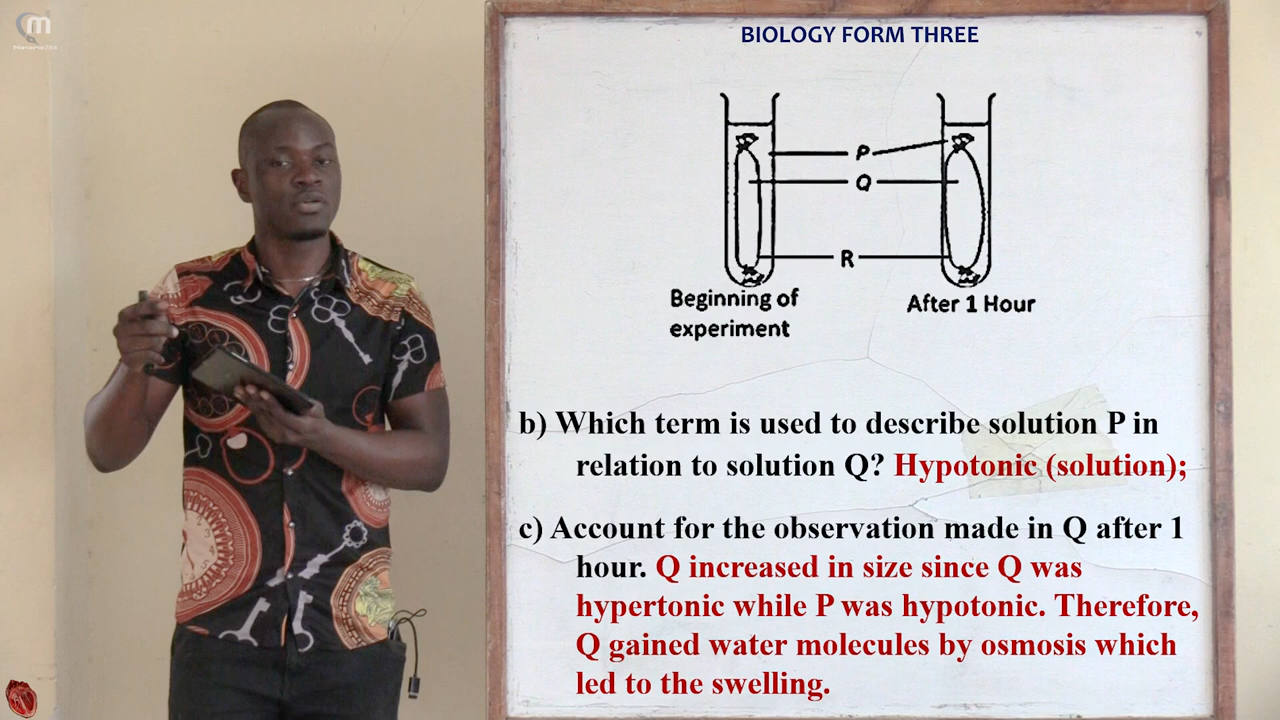 BIOLOGY FORM THREE
P
Q
R
Beginning of
experiment
After 1 Hour
b) Which term is used to describe solution P in
relation to solution Q? Hypotonic (solution);
c) Account for the observation made in Q after 1
hour. Q increased in size since Q was
hypertonic while P was hypotonic. Therefore,
Q gained water molecules by osmosis which
led to the swelling.